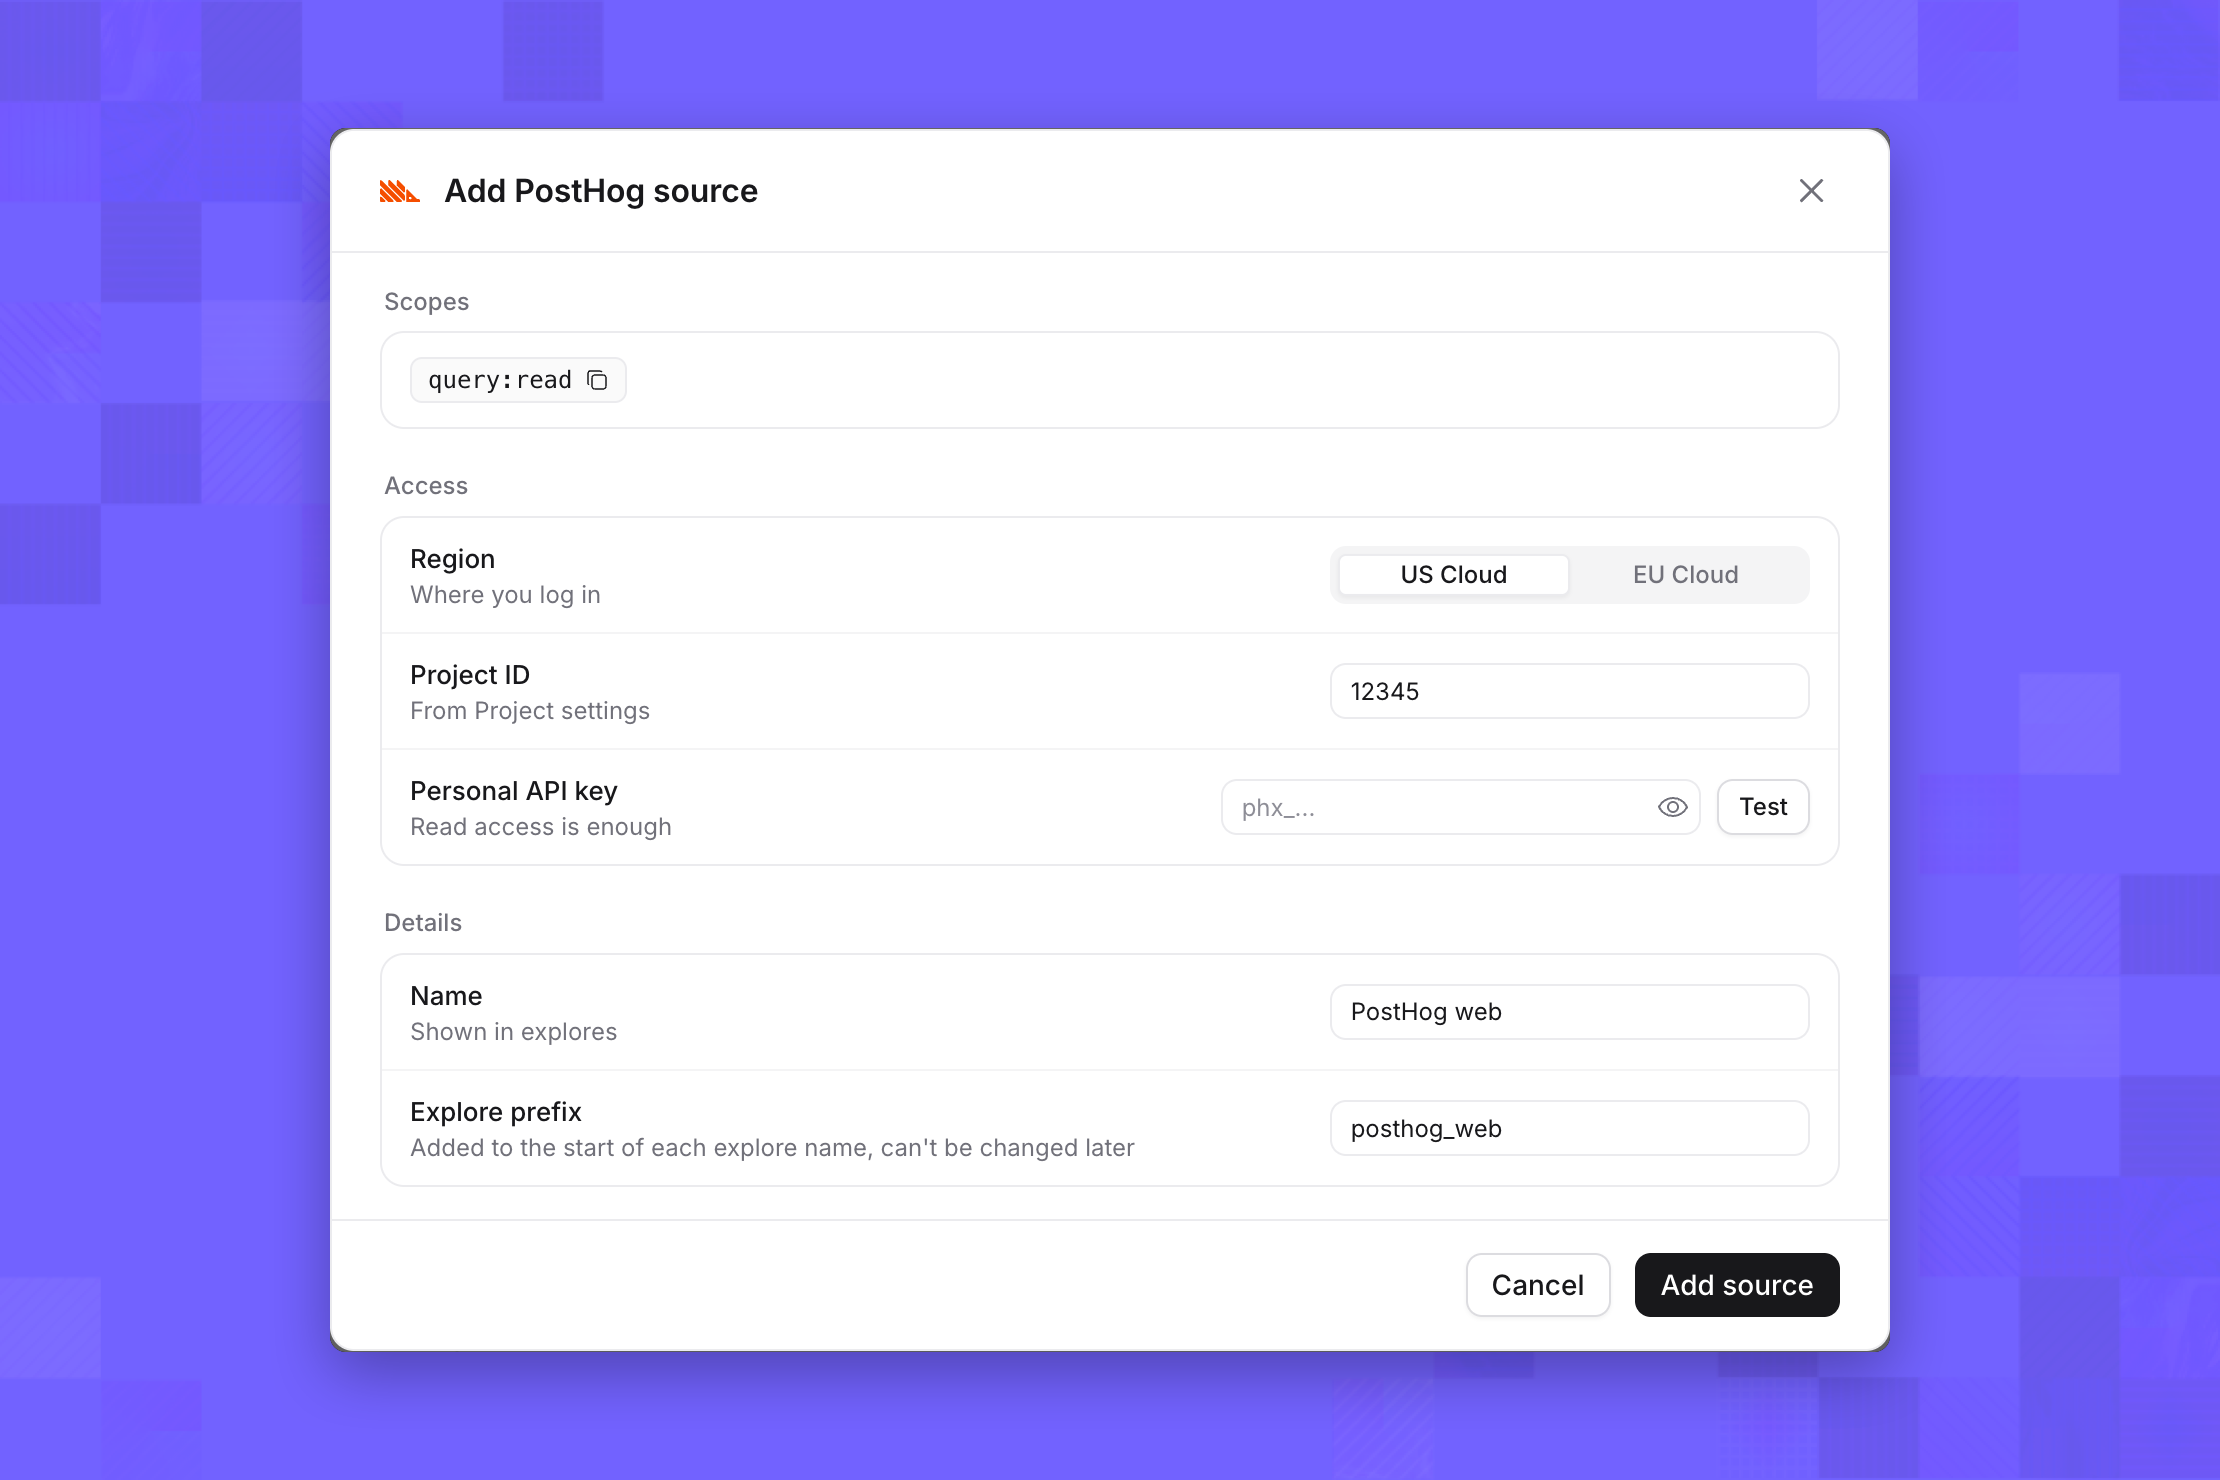 Add PostHog source
Scopes
query:read
Access
Region
Where you log in
US Cloud
EU Cloud
Project ID
From Project settings
12345
Personal API key
Read access is enough
phx_...
Test
Details
Name
Shown in explores
PostHog web
Explore prefix
Added to the start of each explore name, can't be changed later
posthog_web
Cancel
Add source